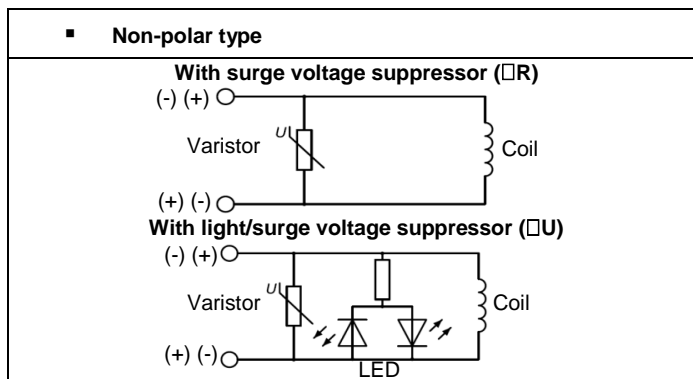 ▪ Non-polar type
With surge voltage suppressor (□R)
(-) (+)
Varistor U Coil
(+) (-)
With light/surge voltage suppressor (□U)
(-) (+)
Varistor U Coil
(+) (-)
LED